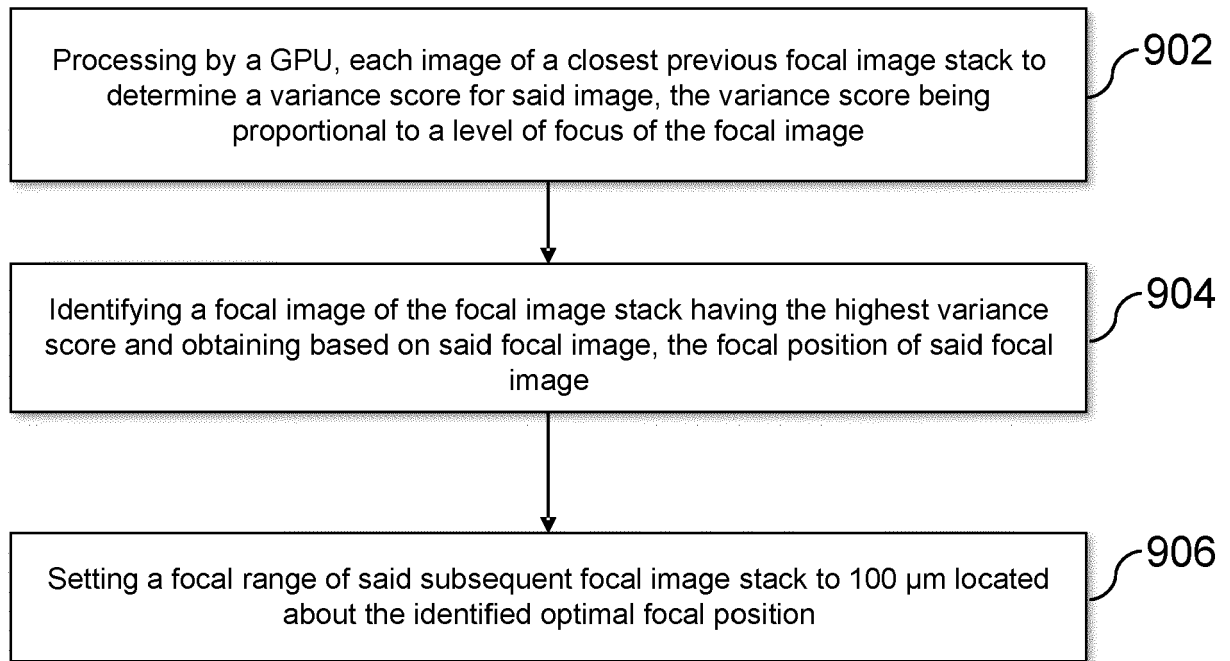 Processing by a GPU, each image of a closest previous focal image stack to
determine a variance score for said image, the variance score being
proportional to a level of focus of the focal image
902
Identifying a focal image of the focal image stack having the highest variance
score and obtaining based on said focal image, the focal position of said focal
image
904
Setting a focal range of said subsequent focal image stack to 100 µm located
about the identified optimal focal position
906